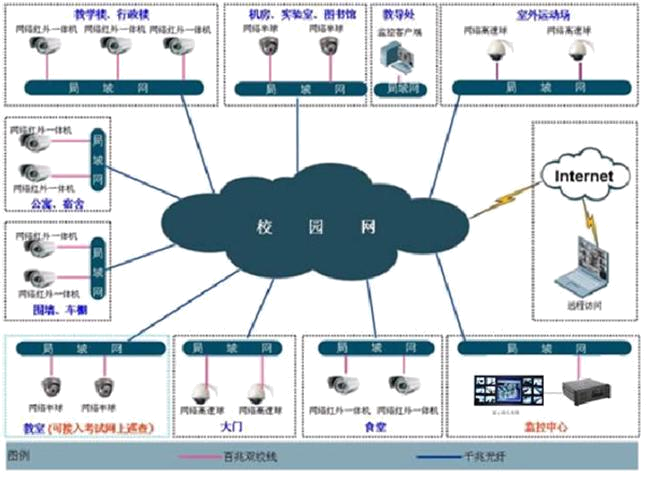 教学楼、行政楼
网络红外一体机 网络红外一体机
局 域 网
机房、实验室、图书馆
网络半球 网络半球
局 域 网
教导处
监控客户端
局域网
室外运动场
网络高速球 网络高速球
局 域 网
网络红外一体机
局域网
网络红外一体机
公寓、宿舍
网络红外一体机
局域网
网络红外一体机
围墙、车棚
校 园 网
Internet
远程访问
局 域 网
网络半球 网络半球
教室 (可接入考试网上巡查)
局 域 网
网络高速球 网络高速球
大门
局 域 网
网络红外一体机 网络红外一体机
食堂
局 域 网
监控中心
图例
百兆双绞线
千兆光纤